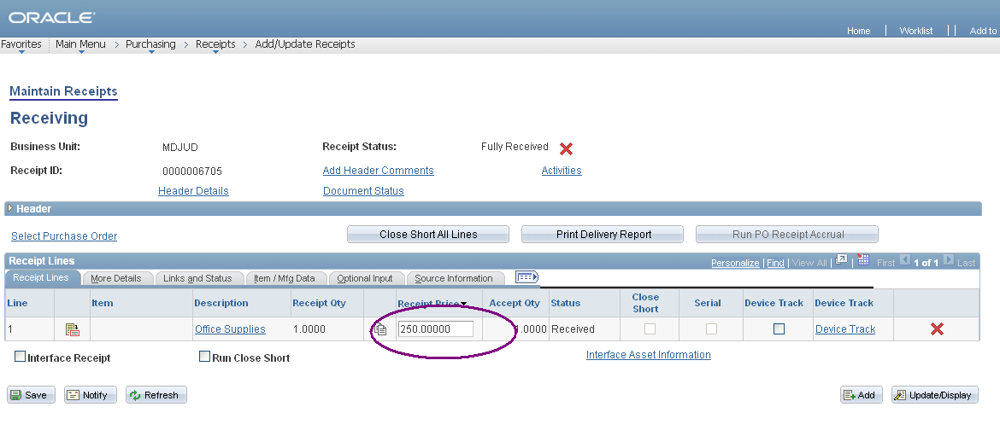 ORACLE
Home Worklist Add to
Favorites Main Menu > Purchasing > Receipts > Add/Update Receipts
Maintain Receipts
Receiving
Business Unit: MDJUD Receipt Status: Fully Received
Receipt ID: 0000006705 Add Header Comments Activities
Header Details Document Status
Header
Select Purchase Order Close Short All Lines Print Delivery Report Run PO Receipt Accrual
Receipt Lines Personalize | Find | View All | | First 1 of 1 Last
Receipt Lines More Details Links and Status Item / Mfg Data Optional Input Source Information
Line Item Description Receipt Qty Receipt Price Accept Qty Status Close Short Serial Device Track Device Track
1 Office Supplies 1.0000 250.00000 1.0000 Received Device Track
Interface Receipt Run Close Short Interface Asset Information
Save Notify Refresh Add Update/Display